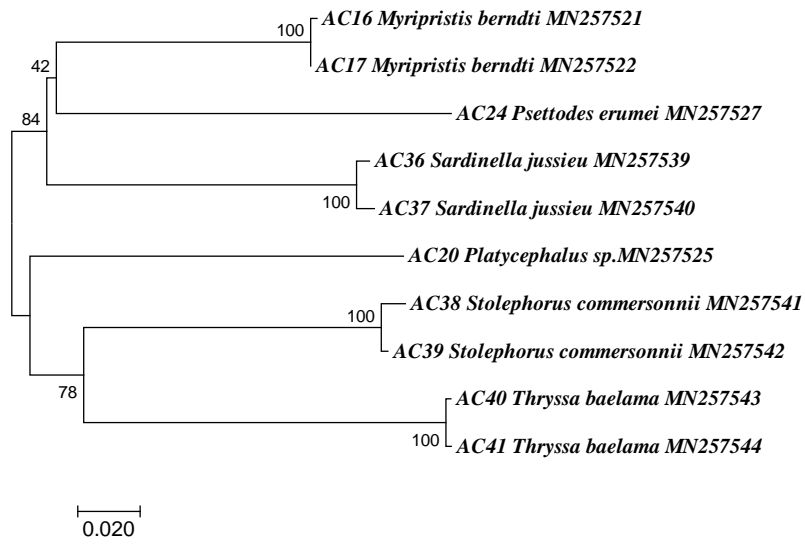 AC16 Myripristis berndti MN257521
100
AC17 Myripristis berndti MN257522
42
AC24 Psettodes erumei MN257527
84
AC36 Sardinella jussieu MN257539
100
AC37 Sardinella jussieu MN257540
AC20 Platycephalus sp.MN257525
AC38 Stolephorus commersonnii MN257541
100
AC39 Stolephorus commersonnii MN257542
78
AC40 Thryssa baelama MN257543
100
AC41 Thryssa baelama MN257544
0.020